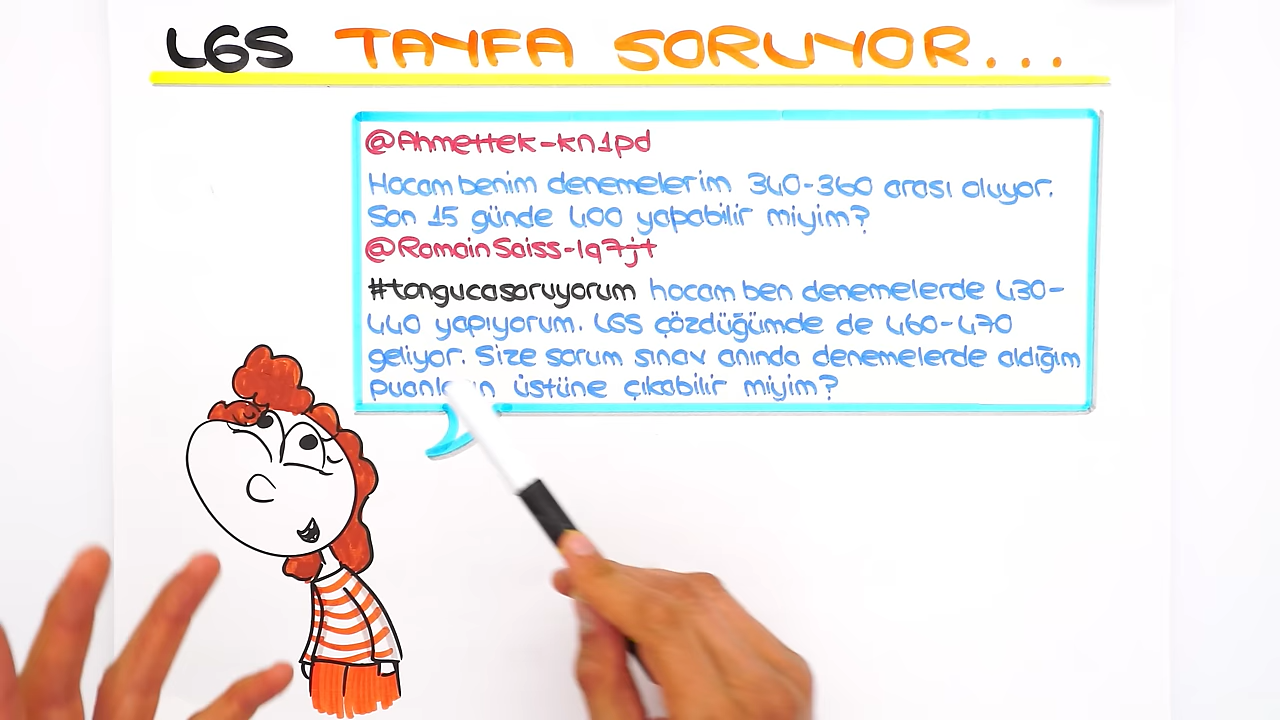 LGS TAYFA SORUYOR...
@Ahmettek-kn1pd
Hocam benim denemelerim 340-360 arası oluyor.
Son 15 günde 400 yapabilir miyim?
@RomainSaiss-lq7jt
#tongucasoruyorum hocam ben denemelerde 430-
440 yapıyorum. LGS çözdüğümde de 460-470
geliyor. Size sorum sınav anında denemelerde aldığım
üstüne çıkabilir miyim?